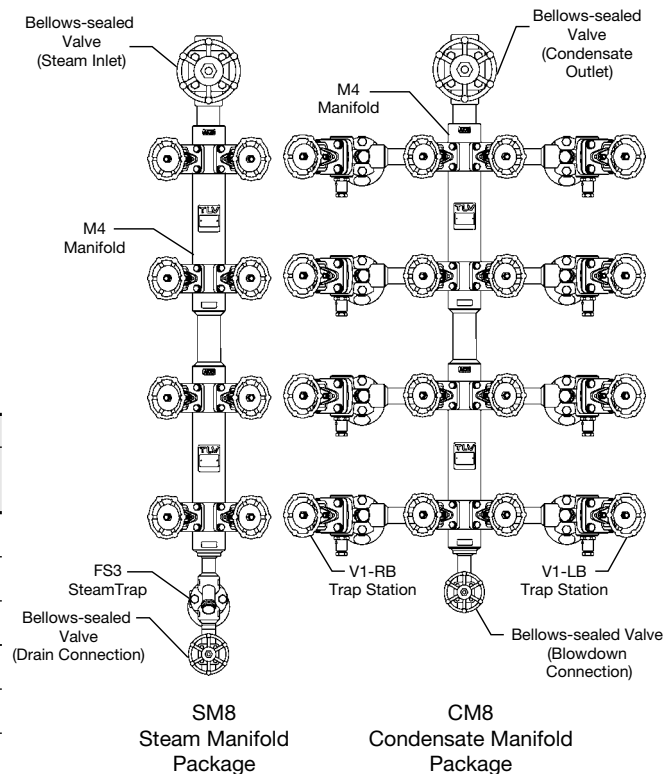 Bellows-sealed
Valve
(Steam Inlet)
Bellows-sealed
Valve
(Condensate
Outlet)
M4
Manifold
TLV
TLV
M4
Manifold
TLV
TLV
FS3
SteamTrap
V1-RB
Trap Station
V1-LB
Trap Station
Bellows-sealed
Valve
(Drain Connection)
Bellows-sealed Valve
(Blowdown
Connection)
SM8
Steam Manifold
Package
CM8
Condensate Manifold
Package